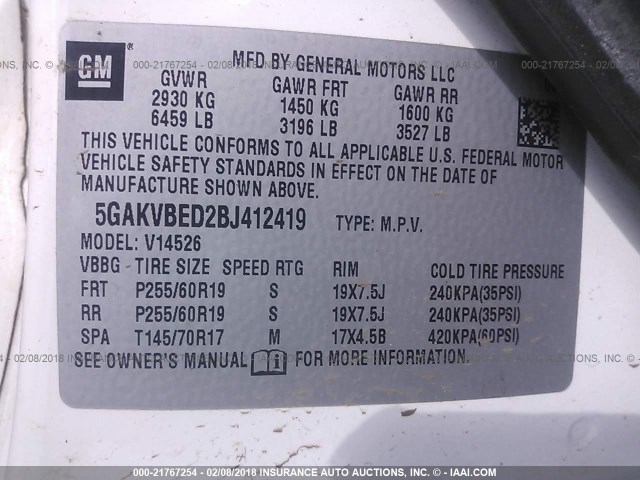 GM
MFD BY GENERAL MOTORS LLC
GVWR GAWR FRT GAWR RR
2930 KG 1450 KG 1600 KG
6459 LB 3196 LB 3527 LB
THIS VEHICLE CONFORMS TO ALL APPLICABLE U.S. FEDERAL MOTOR
VEHICLE SAFETY STANDARDS IN EFFECT ON THE DATE OF
MANUFACTURE SHOWN ABOVE.
5GAKVBED2BJ412419 TYPE: M.P.V.
MODEL: V14526
VBBG - TIRE SIZE SPEED RTG RIM COLD TIRE PRESSURE
FRT P255/60R19 S 19X7.5J 240KPA(35PSI)
RR P255/60R19 S 19X7.5J 240KPA(35PSI)
SPA T145/70R17 M 17X4.5B 420KPA(60PSI)
SEE OWNER'S MANUAL FOR MORE INFORMATION.
000-21767254 - 02/08/2018 INSURANCE AUTO AUCTIONS, INC. - IAAI.COM